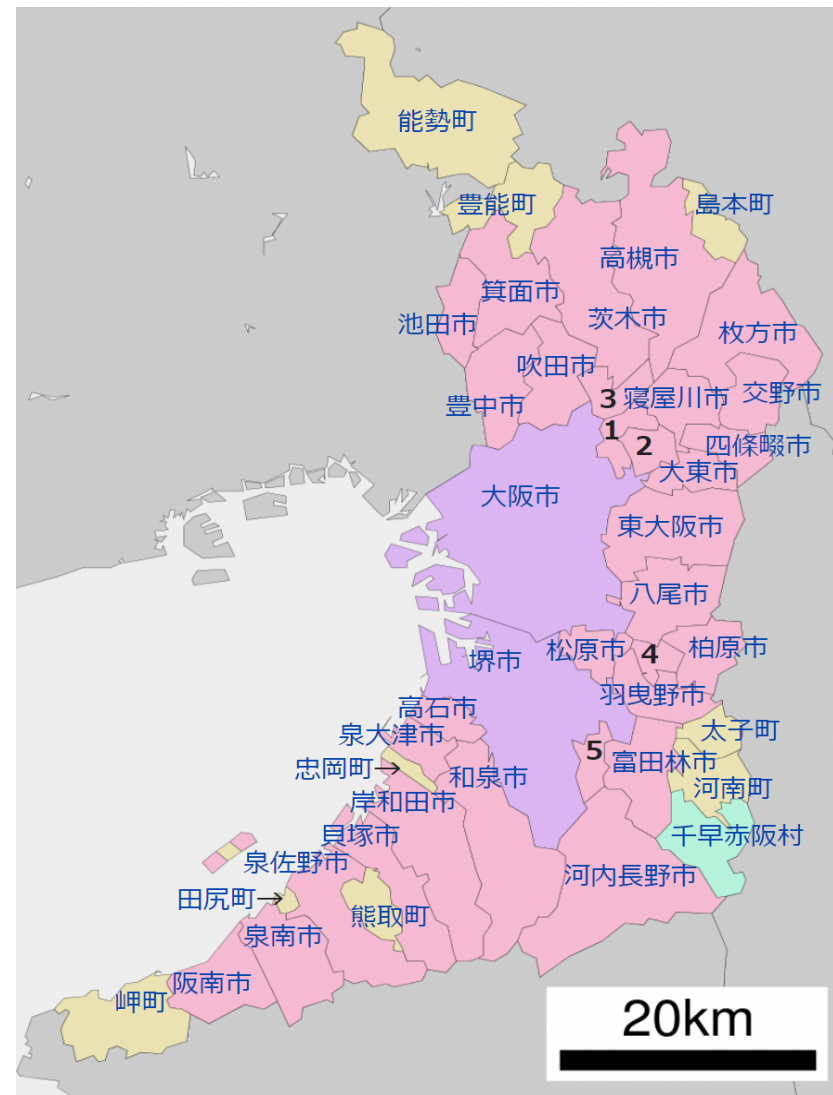 能勢町
豊能町
島本町
高槻市
箕面市
茨木市
池田市
枚方市
吹田市
交野市
3
寝屋川市
豊中市
1
2
四條畷市
大東市
大阪市
東大阪市
八尾市
松原市
4
柏原市
堺市
羽曳野市
高石市
太子町
泉大津市
5
富田林市
忠岡町→
和泉市
河南町
岸和田市
貝塚市
千早赤阪村
泉佐野市
河内長野市
田尻町→
熊取町
泉南市
阪南市
岬町
20km